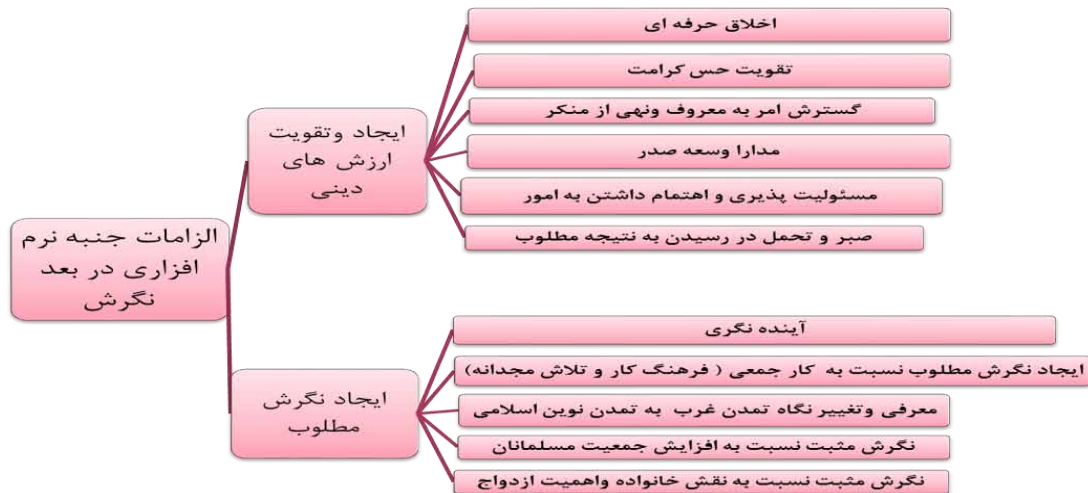 الزامات جنبه نرم
افزاری در بعد
نگرش
ایجاد وتقویت
ارزش های
دینی
اخلاق حرفه ای
تقویت حس کرامت
گسترش امر به معروف ونهی از منکر
مدارا وسعه صدر
مسئولیت پذیری و اهتمام داشتن به امور
صبر و تحمل در رسیدن به نتیجه مطلوب
ایجاد نگرش
مطلوب
آینده نگری
ایجاد نگرش مطلوب نسبت به کار جمعی ( فرهنگ کار و تلاش مجدانه)
معرفی وتغییر نگاه تمدن غرب به تمدن نوین اسلامی
نگرش مثبت نسبت به افزایش جمعیت مسلمانان
نگرش مثبت نسبت به نقش خانواده واهمیت ازدواج